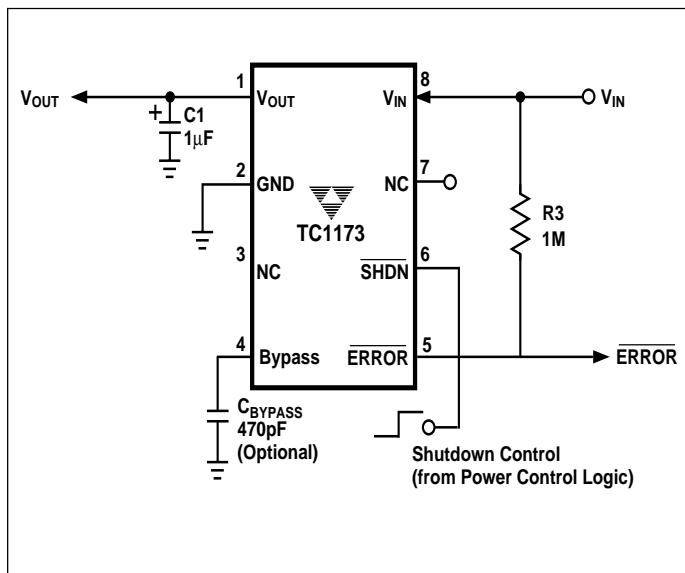 1
8
VOUT
VOUT
VIN
VIN
+
C1
1µF
2
GND
7
NC
R3
1M
TC1173
3
NC
6
SHDN
4
Bypass
5
ERROR
ERROR
CBYPASS
470pF
(Optional)
Shutdown Control
(from Power Control Logic)